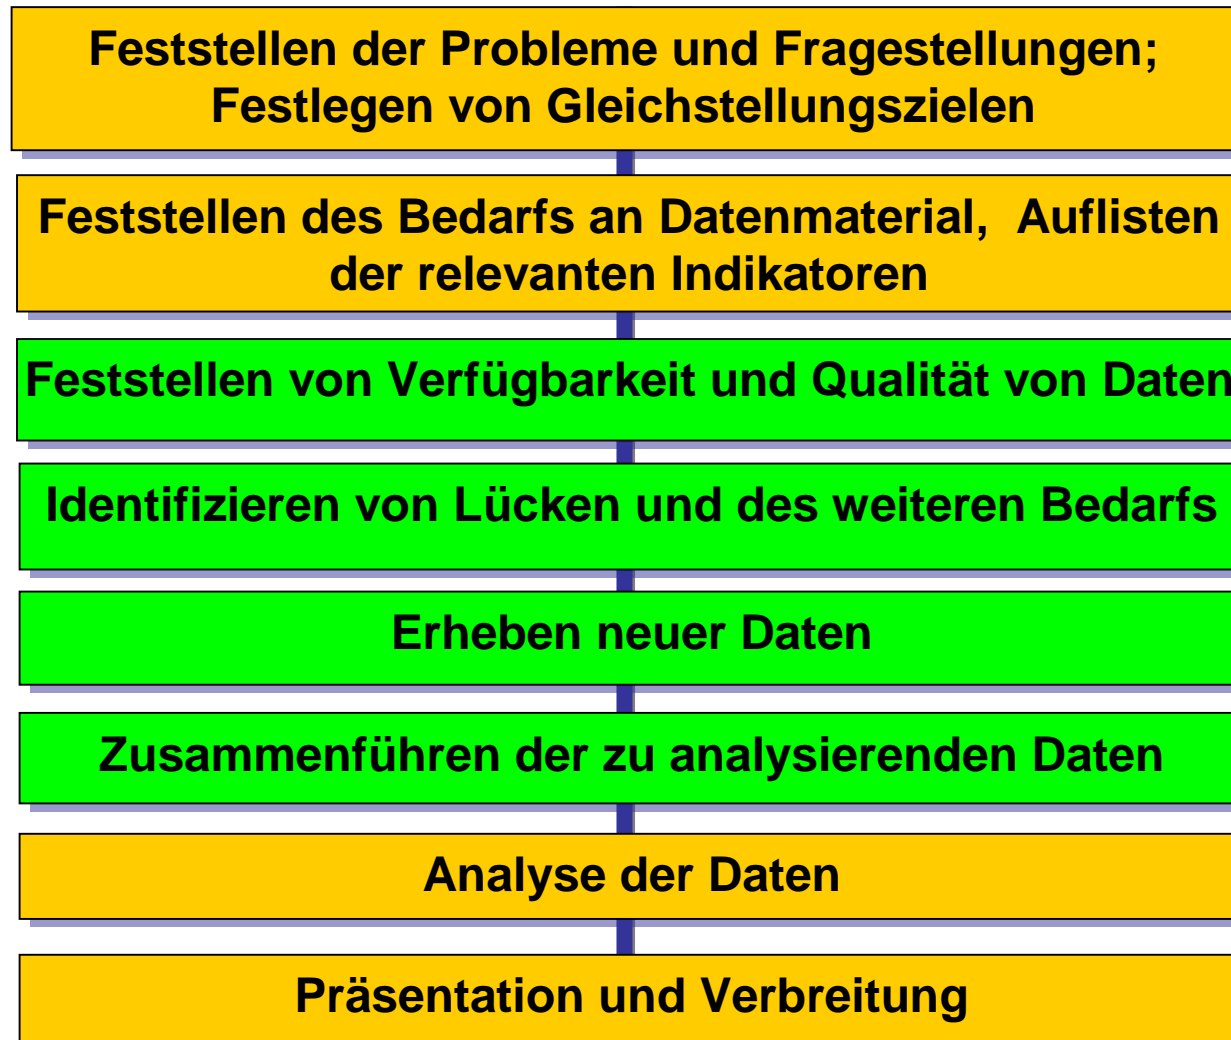 Feststellen der Probleme und Fragestellungen;
Festlegen von Gleichstellungszielen
Feststellen des Bedarfs an Datenmaterial,  Auflisten
der relevanten Indikatoren
Feststellen von Verfügbarkeit und Qualität von Daten
Identifizieren von Lücken und des weiteren Bedarfs
Erheben neuer Daten
Zusammenführen der zu analysierenden Daten
Analyse der Daten
Präsentation und Verbreitung